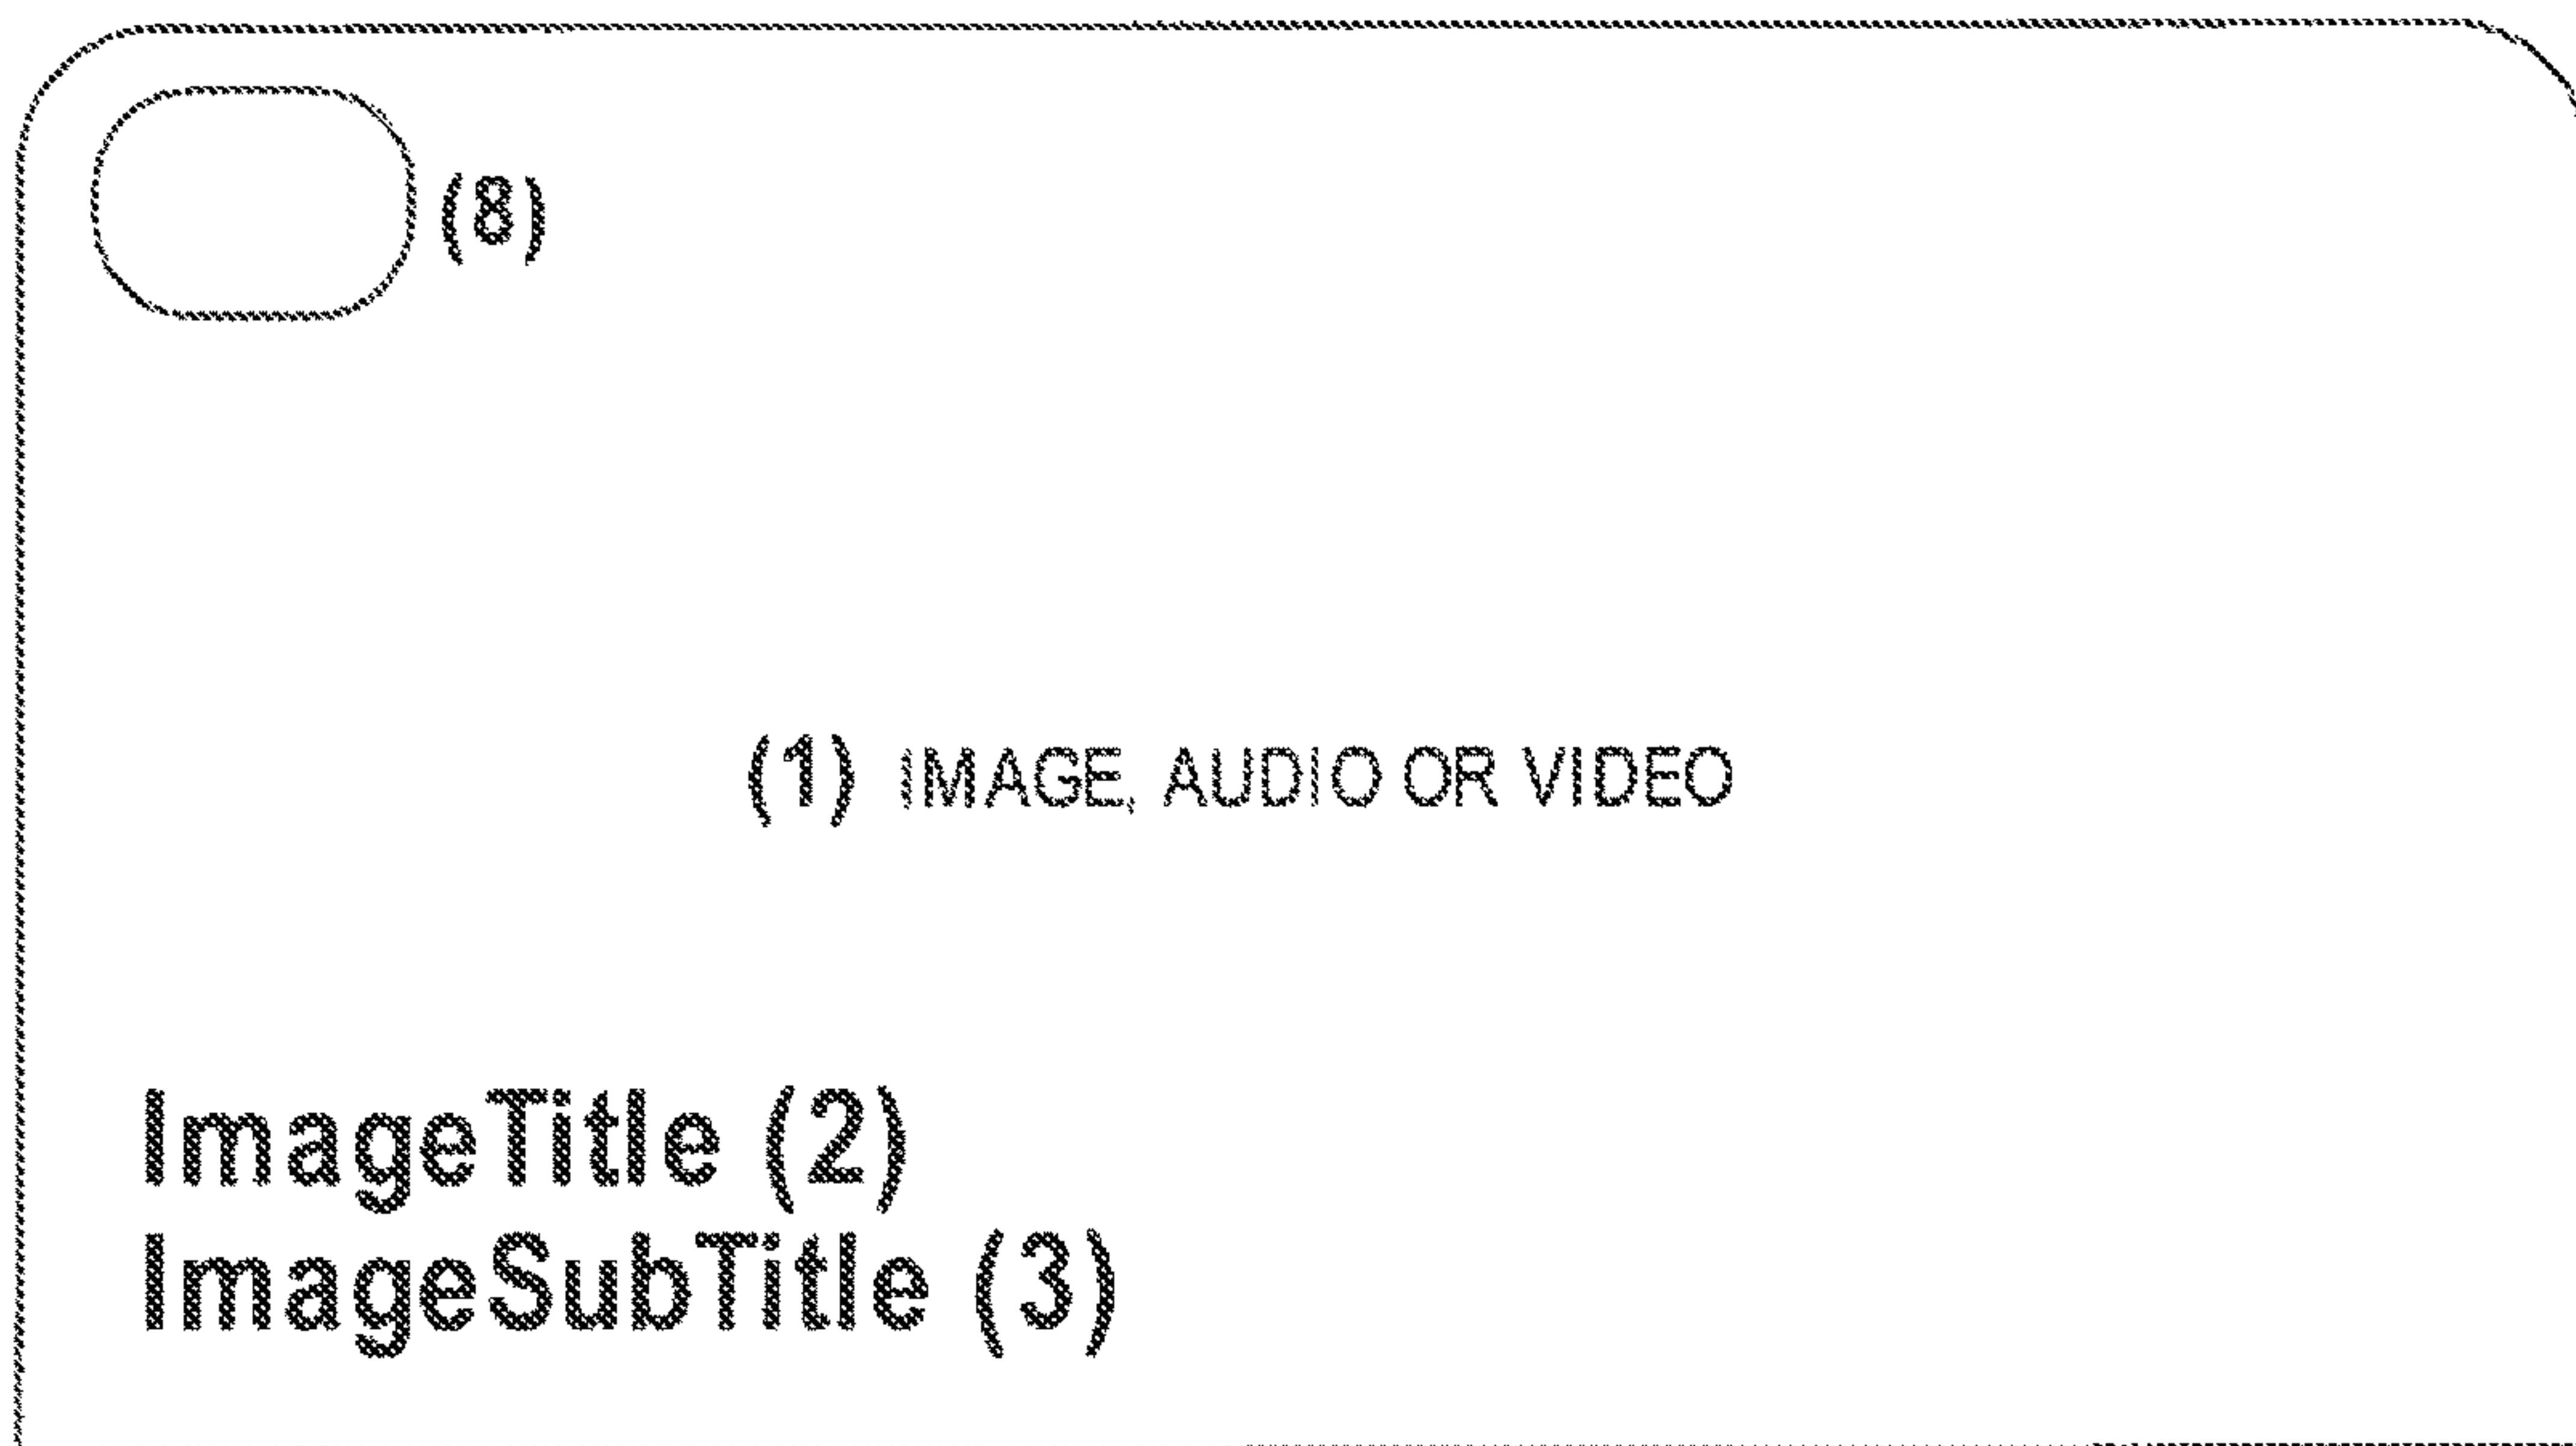 (8)
(1) IMAGE, AUDIO OR VIDEO
ImageTitle (2)
ImageSubTitle (3)